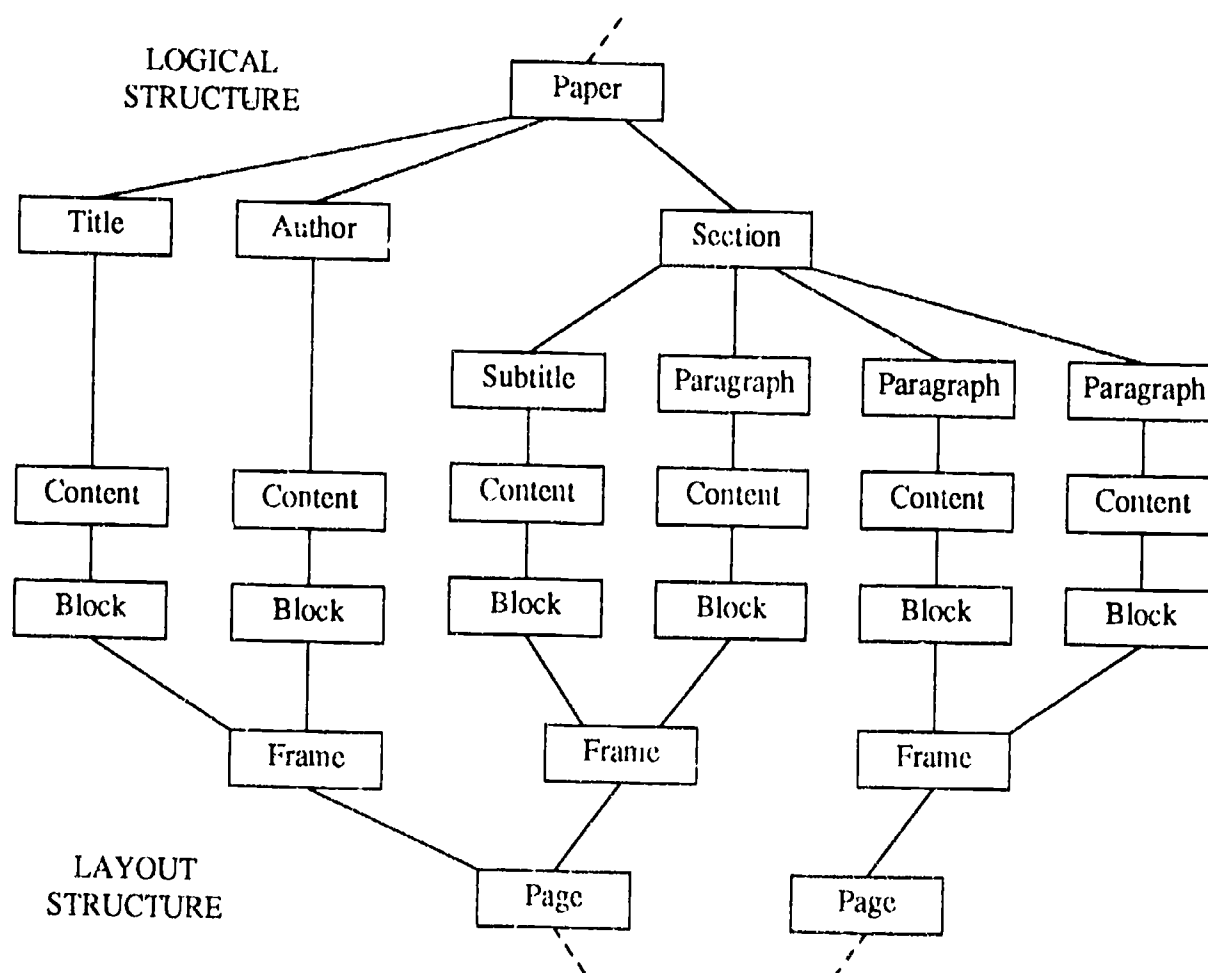 LOGICAL
STRUCTURE
Paper
Title
Author
Section
Subtitle
Paragraph
Paragraph
Paragraph
Content
Content
Content
Content
Content
Content
Block
Block
Block
Block
Block
Block
Frame
Frame
Frame
LAYOUT
STRUCTURE
Page
Page